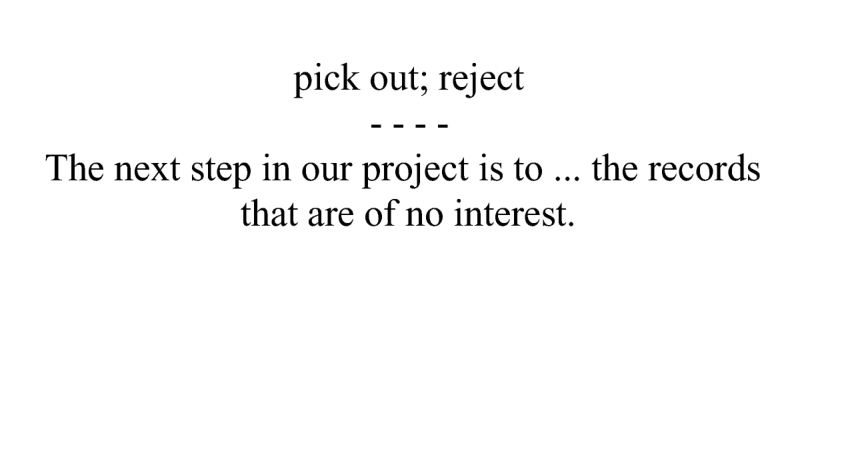 pick out; reject
- - - -
The next step in our project is to ... the records
that are of no interest.